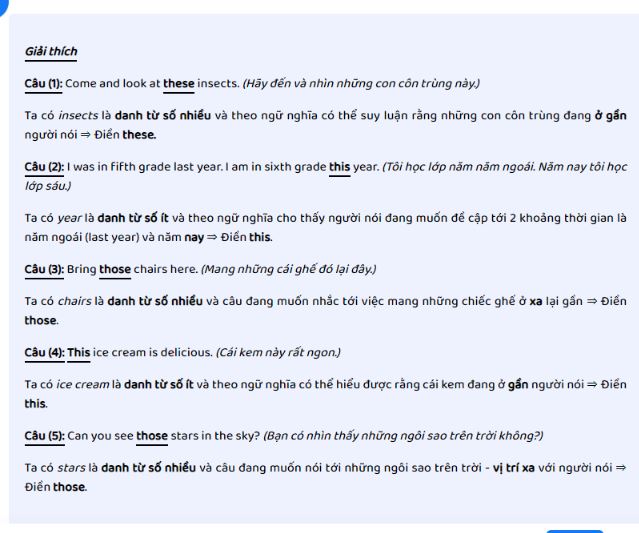 Giải thích
Câu (1): Come and look at these insects. (Hãy đến và nhìn những con côn trùng này.)
Ta có insects là danh từ số nhiều và theo ngữ nghĩa có thể suy luận rằng những con côn trùng đang ở gần
người nói ⇒ Điền these.
Câu (2): I was in fifth grade last year. I am in sixth grade this year. (Tôi học lớp năm năm ngoái. Năm nay tôi học
lớp sáu.)
Ta có year là danh từ số ít và theo ngữ nghĩa cho thấy người nói đang muốn đề cập tới 2 khoảng thời gian là
năm ngoái (last year) và năm nay ⇒ Điền this.
Câu (3): Bring those chairs here. (Mang những cái ghế đó lại đây.)
Ta có chairs là danh từ số nhiều và câu đang muốn nhắc tới việc mang những chiếc ghế ở xa lại gần ⇒ Điền
those.
Câu (4): This ice cream is delicious. (Cái kem này rất ngon.)
Ta có ice cream là danh từ số ít và theo ngữ nghĩa có thể hiểu được rằng cái kem đang ở gần người nói ⇒ Điền
this.
Câu (5): Can you see those stars in the sky? (Bạn có nhìn thấy những ngôi sao trên trời không?)
Ta có stars là danh từ số nhiều và câu đang muốn nói tới những ngôi sao trên trời - vị trí xa với người nói ⇒
Điền those.